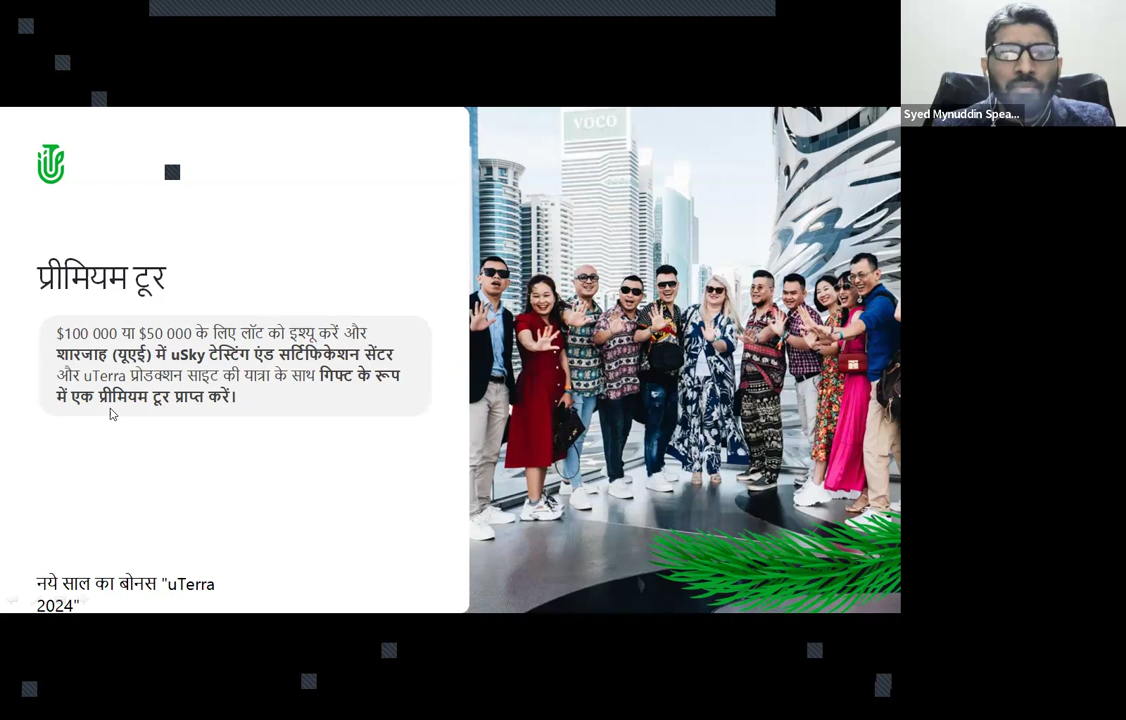 VOCO
Syed Mynuddin Spea...
प्रीमियम टूर
$100 000 या $50 000 के लिए लॉट को इश्यू करें और
शारजाह (यूएई) में uSky टेस्टिंग एंड सर्टिफिकेशन सेंटर
और uTerra प्रोडक्शन साइट की यात्रा के साथ गिफ्ट के रूप
में एक प्रीमियम टूर प्राप्त करें।
नये साल का बोनस "uTerra
2024"